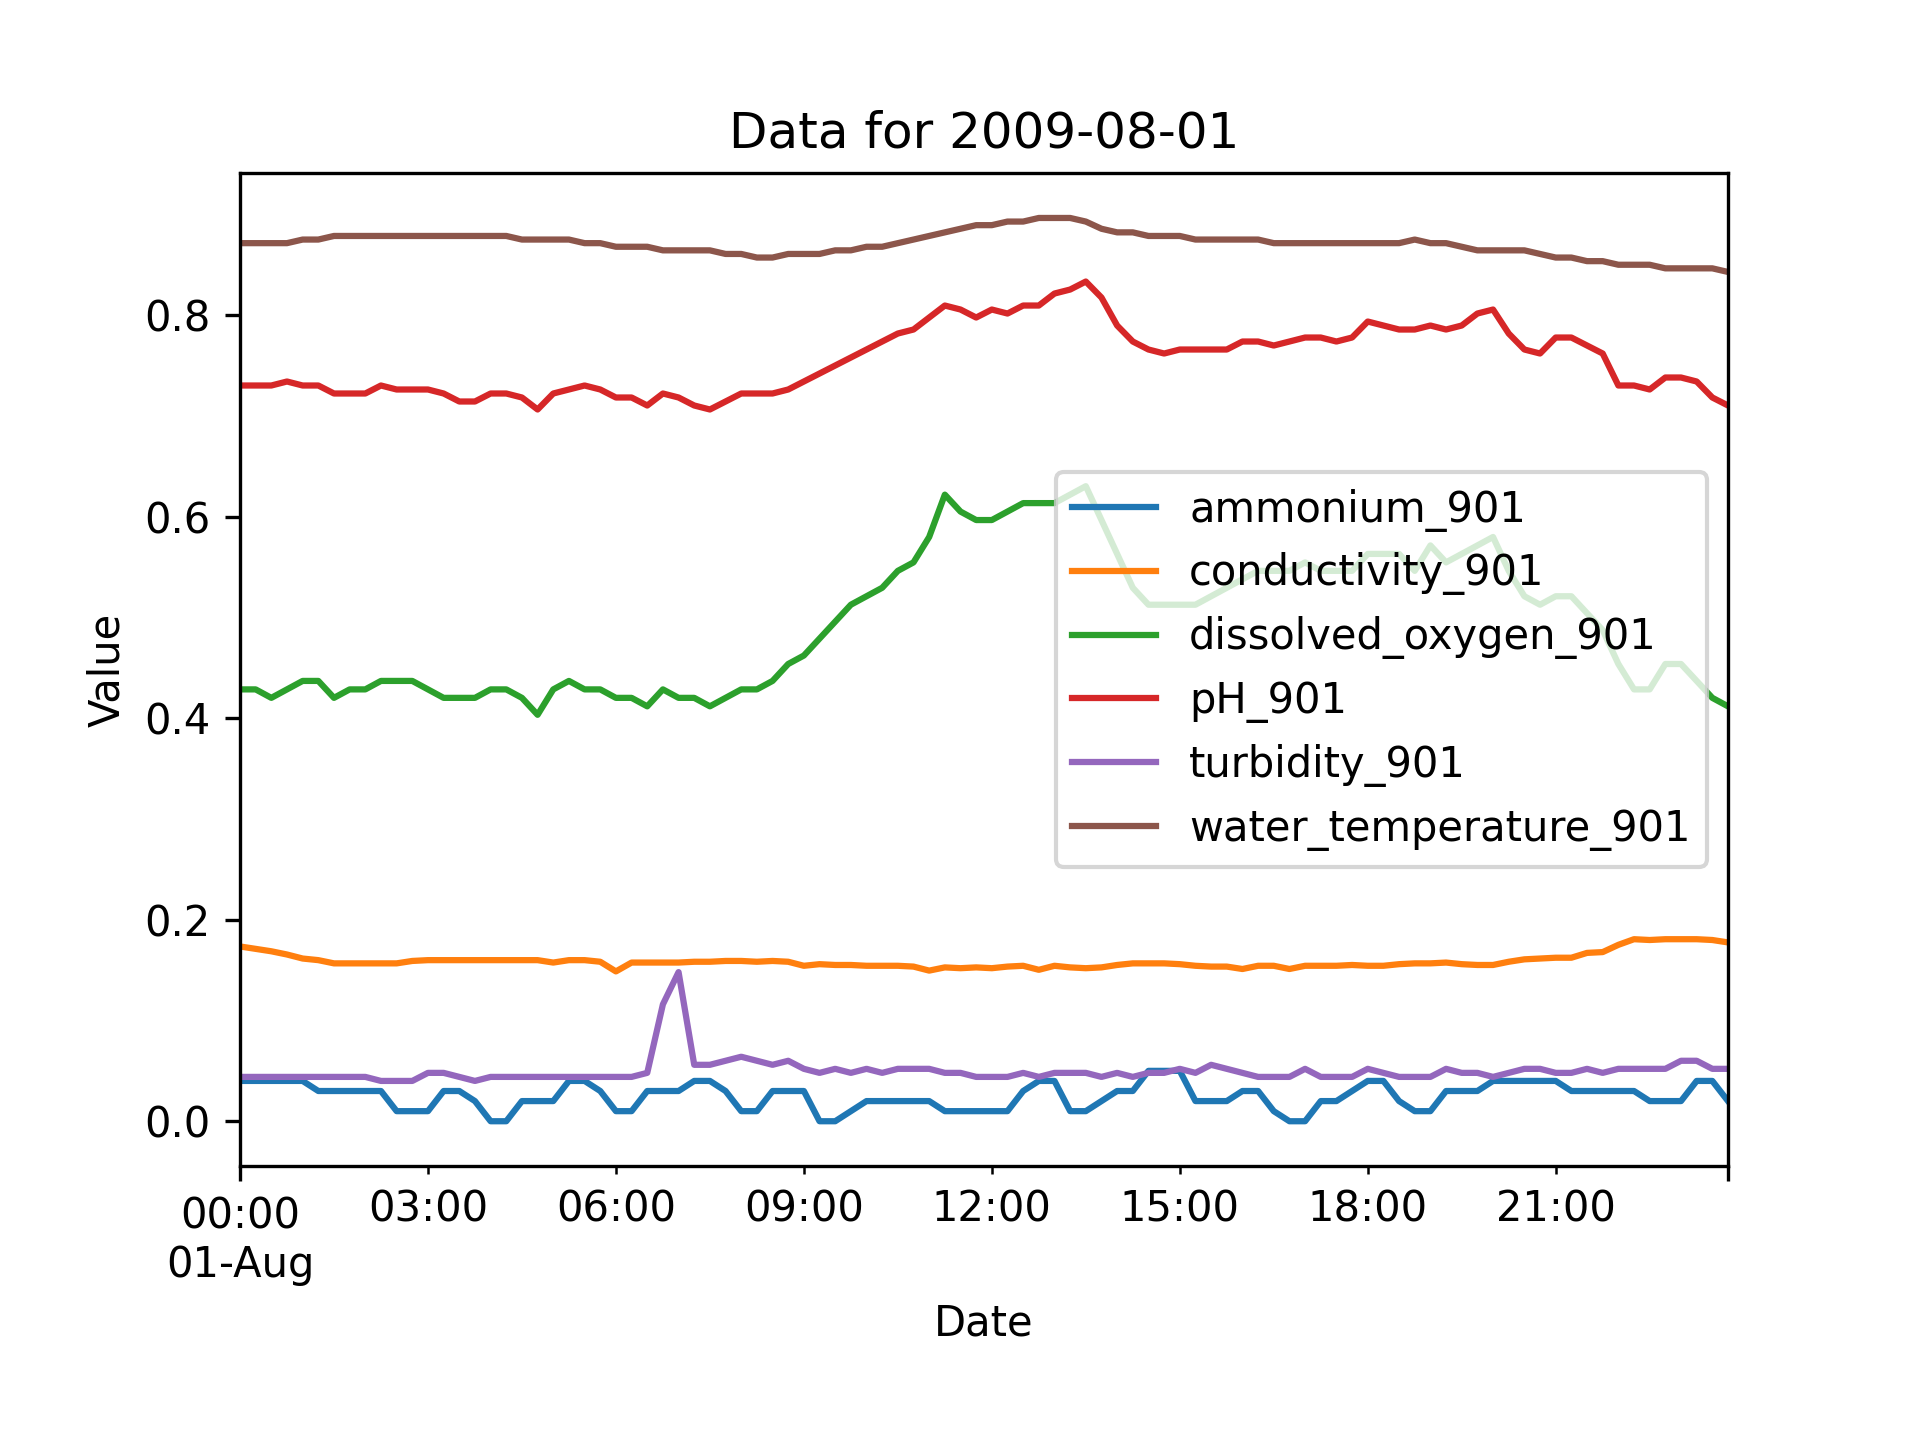 Data for 2009-08-01
Value
0.8
0.6
0.4
0.2
0.0
ammonium_901
conductivity_901
dissolved_oxygen_901
pH_901
turbidity_901
water_temperature_901
00:00 03:00 06:00 09:00 12:00 15:00 18:00 21:00
01-Aug
Date